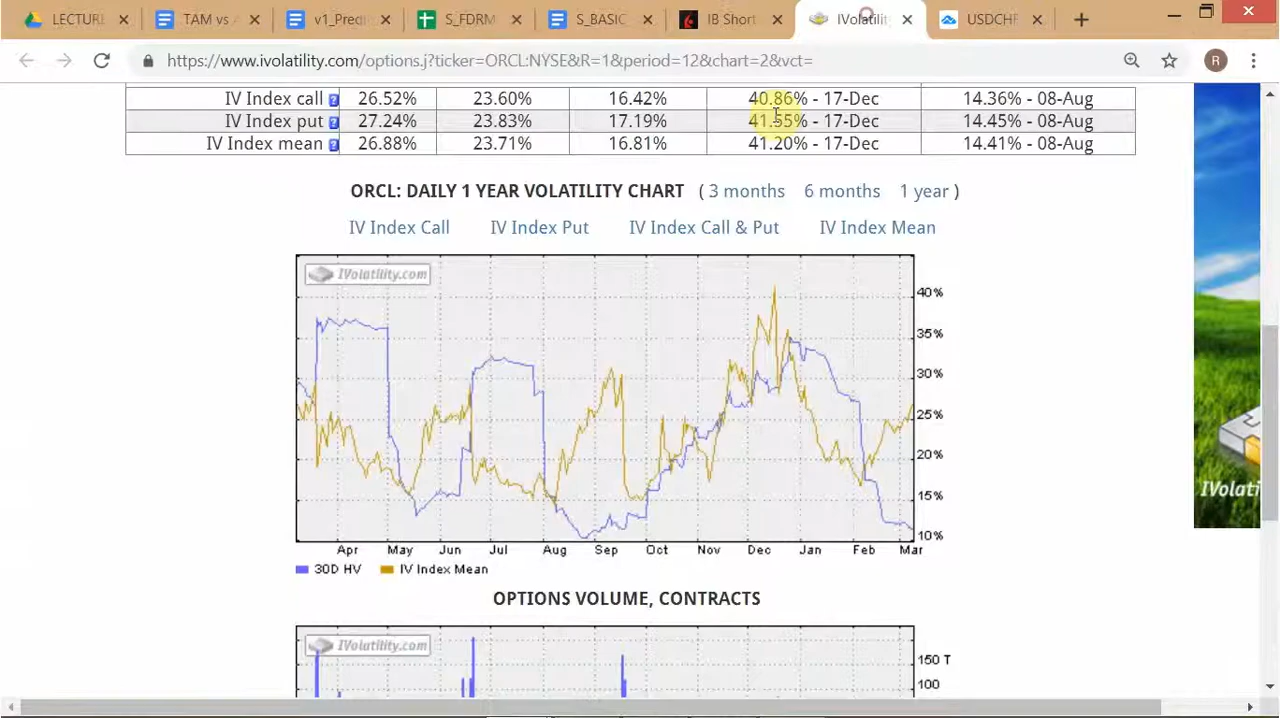 LECTURE
TAM vs
v1_Predi
S_FDRM
S_BASIC
IB Short
IVolatilit
USDCHF
https://www.ivolatility.com/options.j?ticker=ORCL:NYSE&R=1&period=12&chart=2&vct=
R
IV Index call ? 26.52% 23.60% 16.42% 40.86% - 17-Dec 14.36% - 08-Aug
IV Index put ? 27.24% 23.83% 17.19% 41.55% - 17-Dec 14.45% - 08-Aug
IV Index mean ? 26.88% 23.71% 16.81% 41.20% - 17-Dec 14.41% - 08-Aug
ORCL: DAILY 1 YEAR VOLATILITY CHART ( 3 months 6 months 1 year )
IV Index Call IV Index Put IV Index Call & Put IV Index Mean
IVolatility.com
40%
35%
30%
25%
20%
15%
10%
Apr May Jun Jul Aug Sep Oct Nov Dec Jan Feb Mar
30D HV IV Index Mean
IVolati
OPTIONS VOLUME, CONTRACTS
IVolatility.com
150 T
100